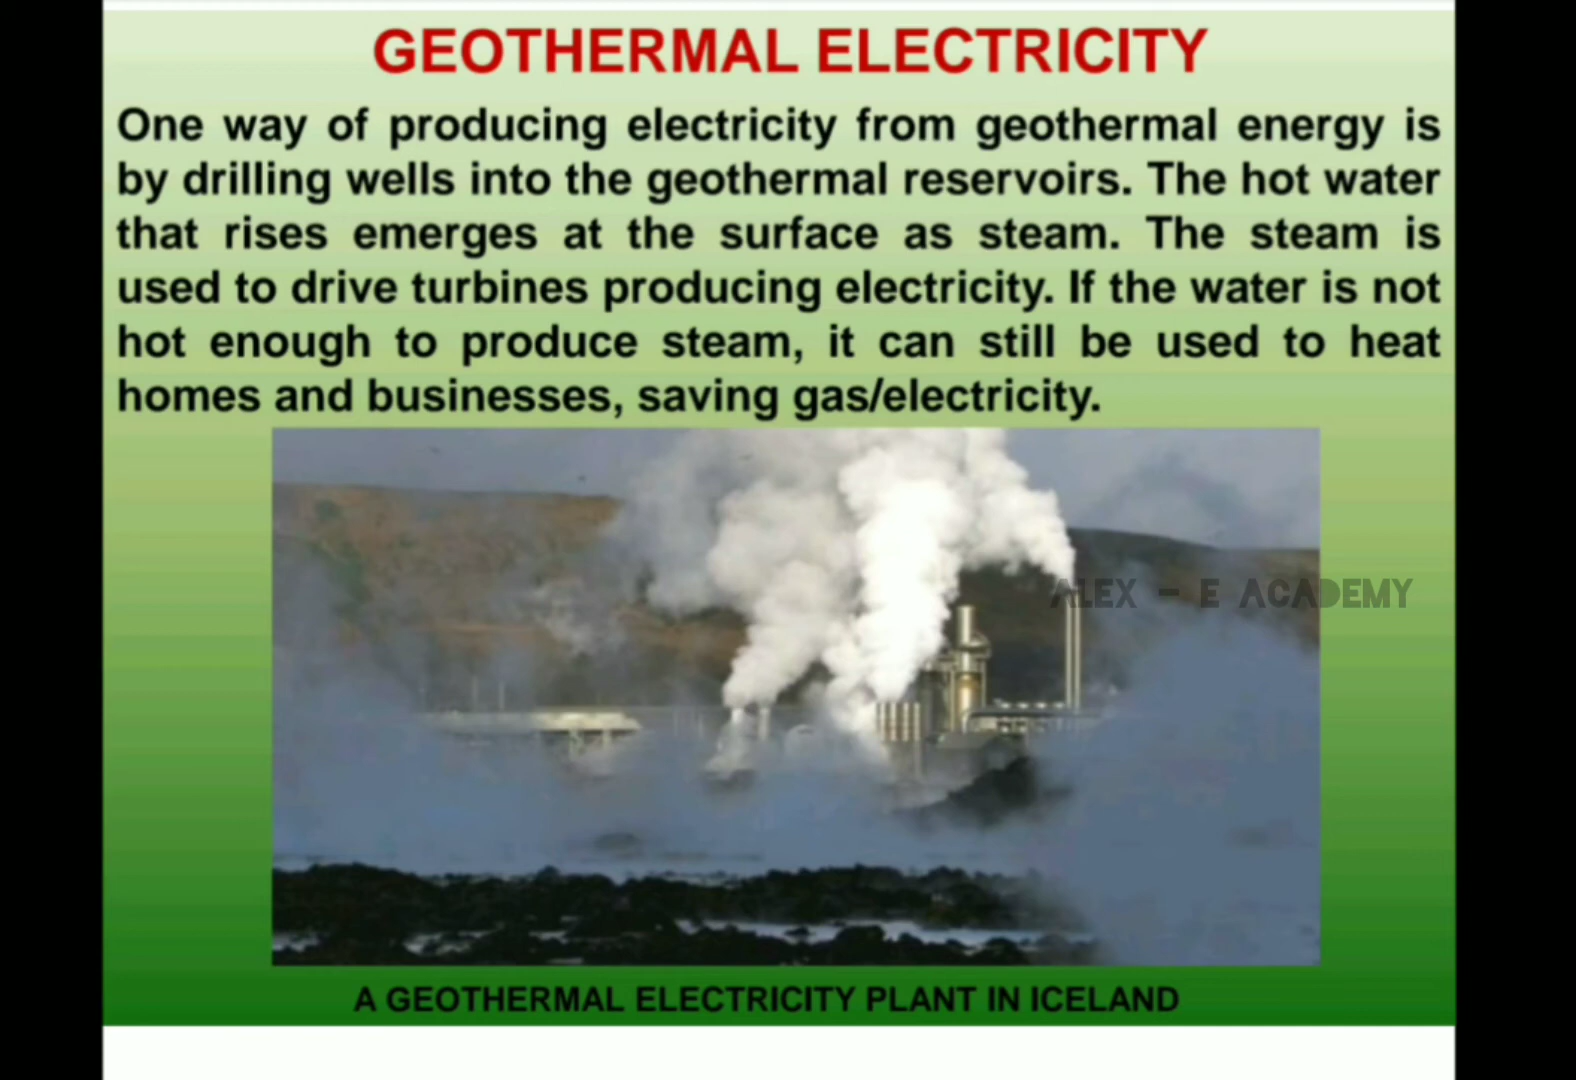 GEOTHERMAL ELECTRICITY
One way of producing electricity from geothermal energy is
by drilling wells into the geothermal reservoirs. The hot water
that rises emerges at the surface as steam. The steam is
used to drive turbines producing electricity. If the water is not
hot enough to produce steam, it can still be used to heat
homes and businesses, saving gas/electricity.
ALEX - E ACADEMY
A GEOTHERMAL ELECTRICITY PLANT IN ICELAND